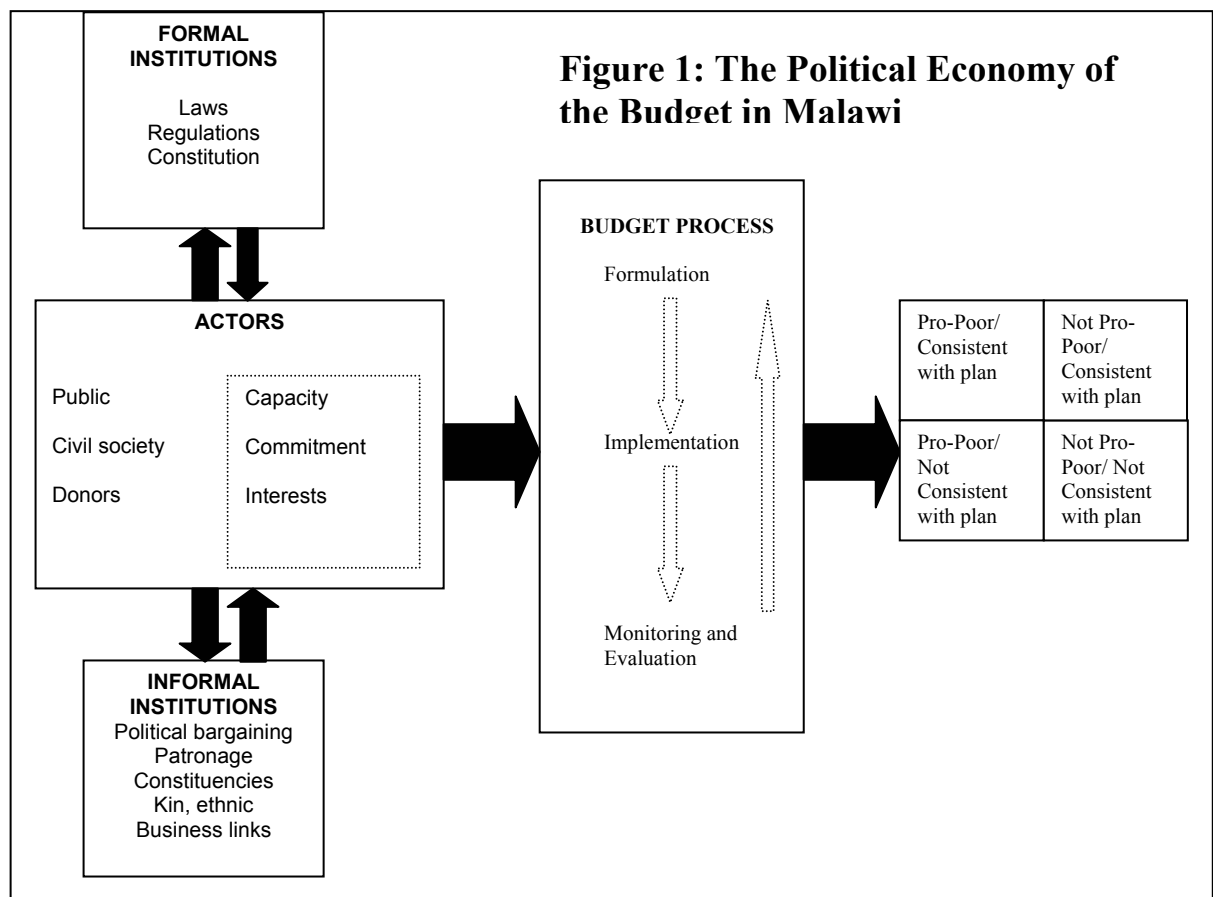 FORMAL
INSTITUTIONS
Laws
Regulations
Constitution
Figure 1: The Political Economy of
the Budget in Malawi
ACTORS
Public
Civil society
Donors
Capacity
Commitment
Interests
INFORMAL
INSTITUTIONS
Political bargaining
Patronage
Constituencies
Kin, ethnic
Business links
BUDGET PROCESS
Formulation
Implementation
Monitoring and
Evaluation
Pro-Poor/
Consistent
with plan
Not Pro-
Poor/
Consistent
with plan
Pro-Poor/
Not
Consistent
with plan
Not Pro-
Poor/ Not
Consistent
with plan